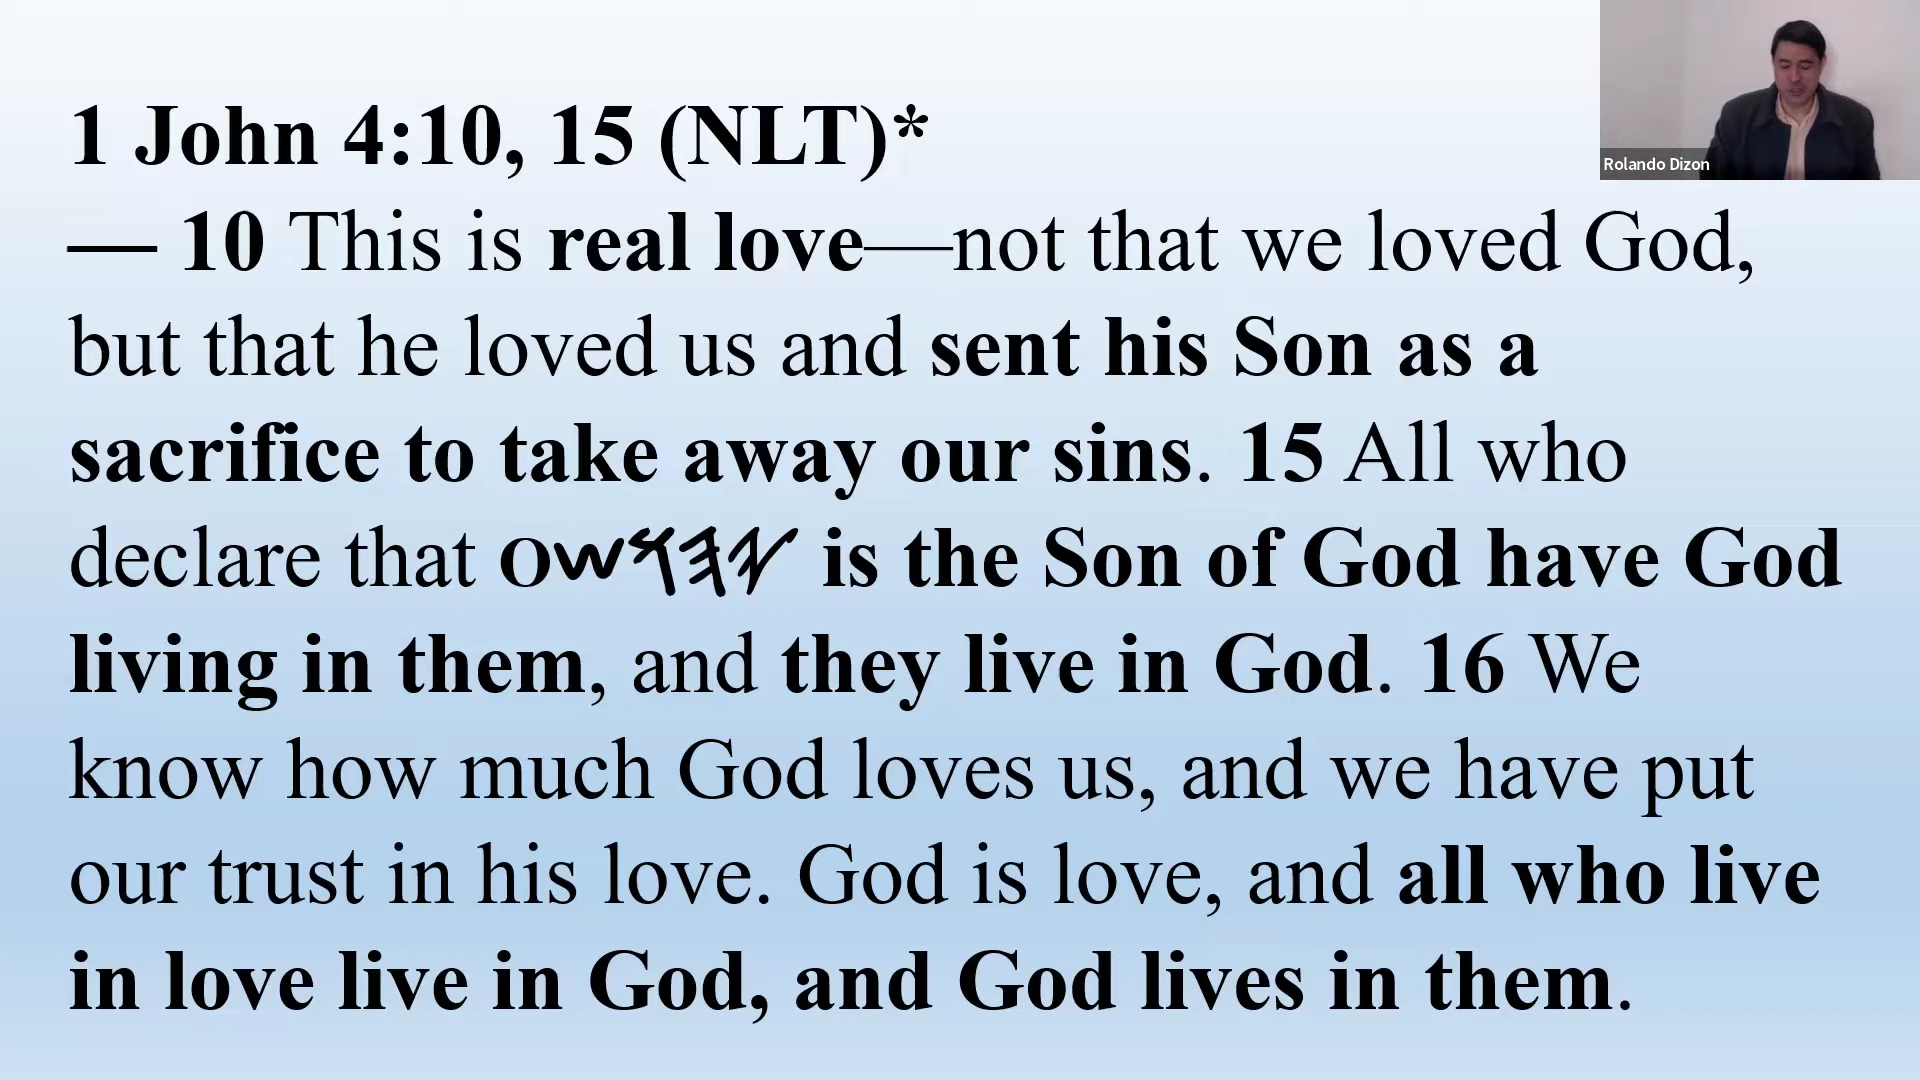 Rolando Dizon
1 John 4:10, 15 (NLT)*
— 10 This is real love—not that we loved God,
but that he loved us and sent his Son as a
sacrifice to take away our sins. 15 All who
declare that 𐤉𐤄𐤅𐤔𐤏 is the Son of God have God
living in them, and they live in God. 16 We
know how much God loves us, and we have put
our trust in his love. God is love, and all who live
in love live in God, and God lives in them.